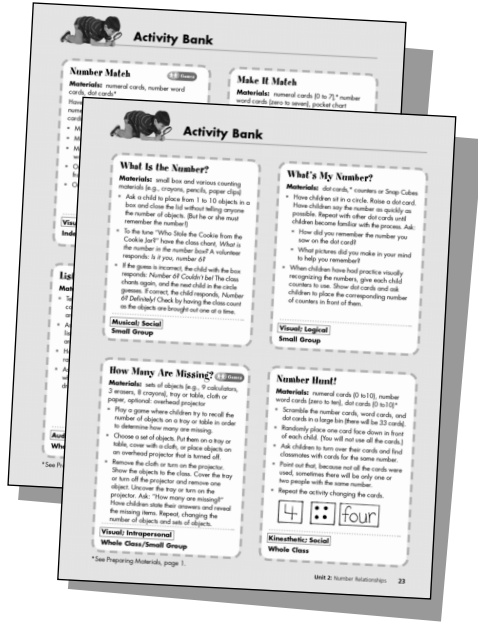 Activity Bank
Number Match
Materials: numeral cards, number word
cards, dot cards*
Make It Match
Materials: numeral cards (0 to 7),* number
word cards (zero to seven), pocket chart
Activity Bank
What Is the Number?
Materials: small box and various counting
materials (e.g., crayons, pencils, paper clips)
• Ask a child to place from 1 to 10 objects in a
box and close the lid without telling anyone
the number of objects. (But he or she must
remember the number!)
• To the tune "Who Stole the Cookie from the
Cookie Jar?" have the class chant, What is
the number in the number box? A volunteer
responds: Is it you, number 6?
• If the guess is incorrect, the child with the box
responds: Number 6? Couldn't be! The class
chants again, and the next child in the circle
guesses. If correct, the child responds, Number
6? Definitely! Check by having the class count
as the objects are brought out one at a time.
Musical; Social
Small Group
What's My Number?
Materials: dot cards,* counters or Snap Cubes
• Have children sit in a circle. Raise a dot card.
Have children say the number as quickly as
possible. Repeat with other dot cards until
children become familiar with the process. Ask:
• How did you remember the number you
saw on the dot card?
• What pictures did you make in your mind
to help you remember?
• When children have had practice visually
recognizing the numbers, give each child
counters to use. Show dot cards and ask
children to place the corresponding number
of counters in front of them.
Visual; Logical
Small Group
How Many Are Missing?
Materials: sets of objects (e.g., 9 calculators,
3 erasers, 8 crayons), tray or table, cloth or
paper, optional: overhead projector
• Play a game where children try to recall the
number of objects on a tray or table in order
to determine how many are missing.
• Choose a set of objects. Put them on a tray or
table, cover with a cloth, or place objects on
an overhead projector that is turned off.
• Remove the cloth or turn on the projector.
Show the objects to the class. Cover the tray
or turn off the projector and remove one
object. Uncover the tray or turn on the
projector. Ask: "How many are missing?"
Have children state their answers and reveal
the missing items. Repeat, changing the
number of objects and sets of objects.
Visual; Intrapersonal
Whole Class/Small Group
Number Hunt!
Materials: numeral cards (0 to10), number
word cards (zero to ten), dot cards (0 to10)*
• Scramble the number cards, word cards, and
dot cards in a large bin (there will be 33 cards).
• Randomly place one card face down in front
of each child. (You will not use all the cards.)
• Ask children to turn over their cards and find
classmates with cards for the same number.
• Point out that, because not all the cards were
used, sometimes there will be only one or
two people with the same number.
• Repeat the activity changing the cards.
4 four
Kinesthetic; Social
Whole Class
*See Preparing Materials, page 1.
Unit 2: Number Relationships 23